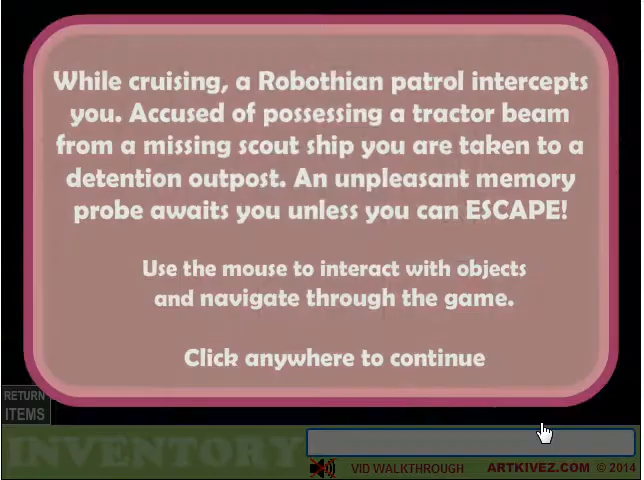 While cruising, a Robothian patrol intercepts
you. Accused of possessing a tractor beam
from a missing scout ship you are taken to a
detention outpost. An unpleasant memory
probe awaits you unless you can ESCAPE!
Use the mouse to interact with objects
and navigate through the game.
Click anywhere to continue
RETURN
ITEMS
INVENTORY
VID WALKTHROUGH ARTKIVEZ.COM © 2014